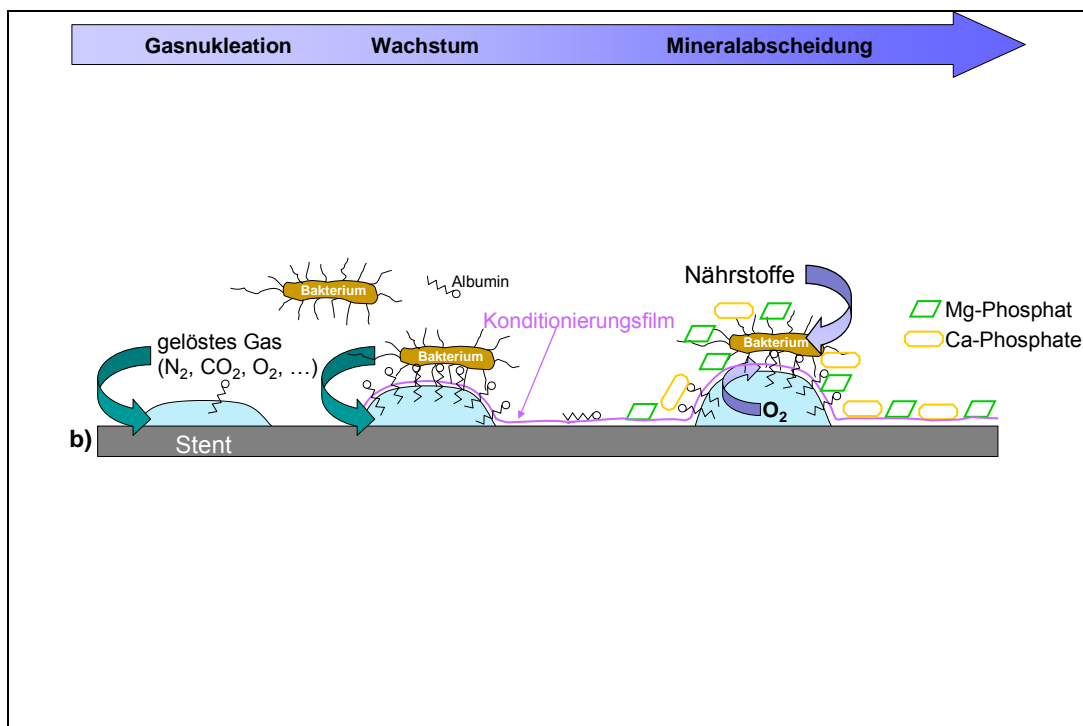 Gasnukleation Wachstum Mineralabscheidung
Albumin
Bakterium
Nährstoffe
Konditionierungsfilm
Mg-Phosphat
gelöstes Gas
(N₂, CO₂, O₂, …)
Bakterium
Bakterium
Ca-Phosphate
O₂
b)
Stent